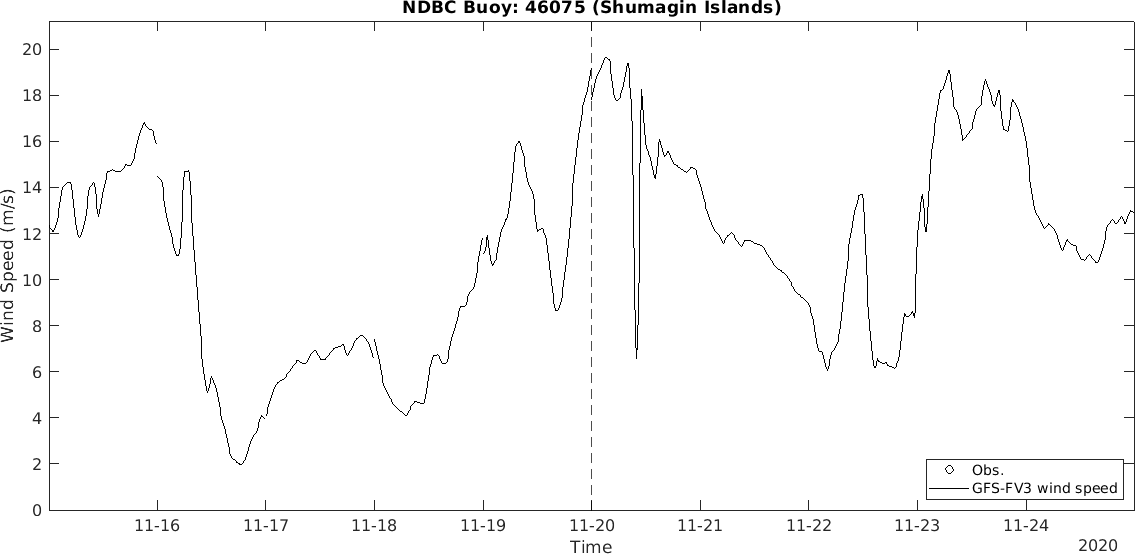 NDBC Buoy: 46075 (Shumagin Islands)
Wind Speed (m/s)
20
18
16
14
12
10
8
6
4
2
0
Obs.
GFS-FV3 wind speed
11-16 11-17 11-18 11-19 11-20 11-21 11-22 11-23 11-24
Time
2020